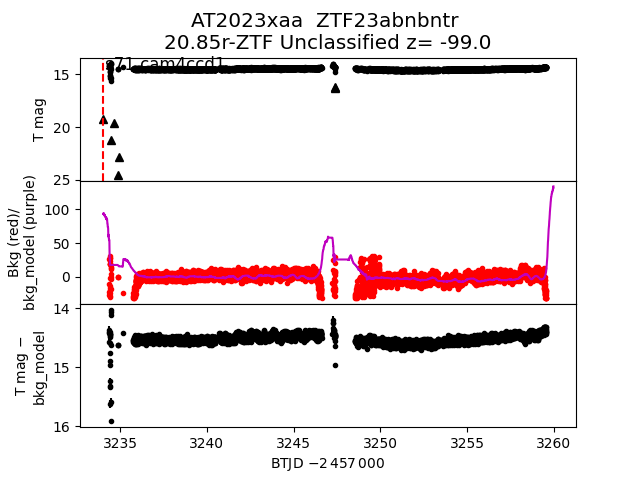 AT2023xaa ZTF23abnbntr
20.85r-ZTF Unclassified z= -99.0
s71 cam4ccd1
15
20
25
T mag
100
50
0
Bkg (red)/
bkg_model (purple)
14
15
16
T mag −
bkg_model
3235 3240 3245 3250 3255 3260
BTJD −2 457 000